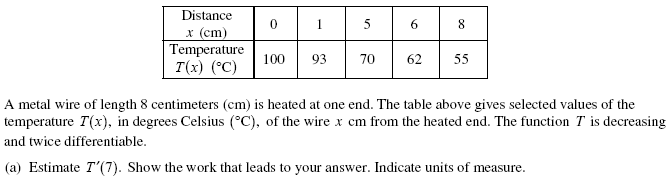 Distance
x (cm) 0 1 5 6 8
Temperature
T(x) (°C) 100 93 70 62 55
A metal wire of length 8 centimeters (cm) is heated at one end. The table above gives selected values of the
temperature T(x), in degrees Celsius (°C), of the wire x cm from the heated end. The function T is decreasing
and twice differentiable.
(a) Estimate T′(7). Show the work that leads to your answer. Indicate units of measure.